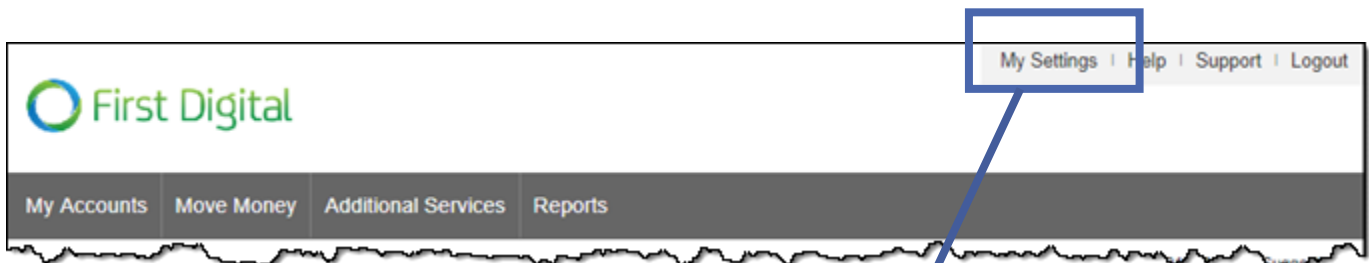 My Settings | Help | Support | Logout
First Digital
My Accounts Move Money Additional Services Reports